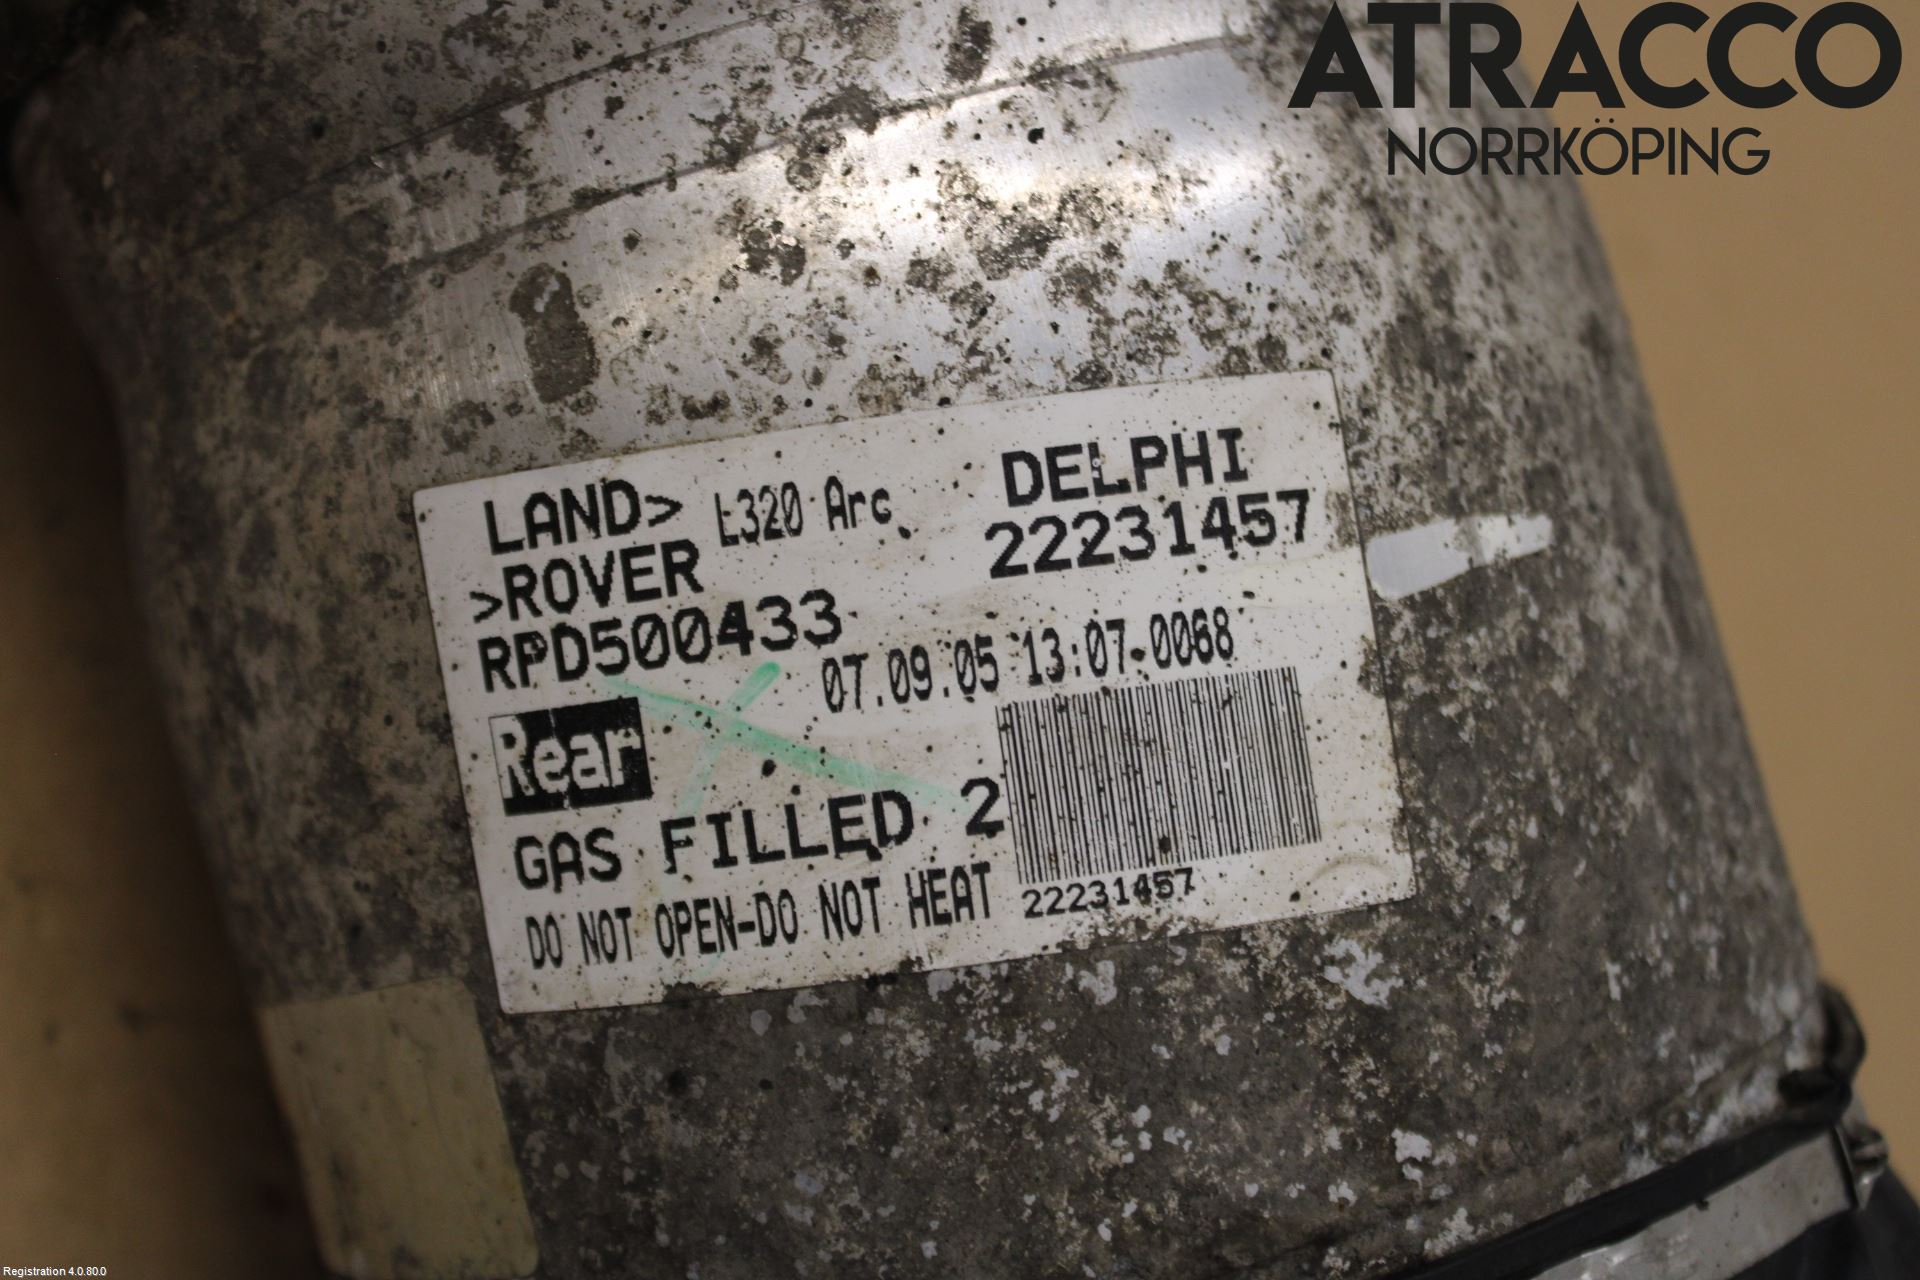 ATRACCO
NORRKÖPING
LAND> L320 Arc DELPHI
>ROVER 22231457
RPD500433
07.09.05 13:07-0068
Rear
GAS FILLED 2
DO NOT OPEN-DO NOT HEAT
22231457
Registration 4.0.80.0